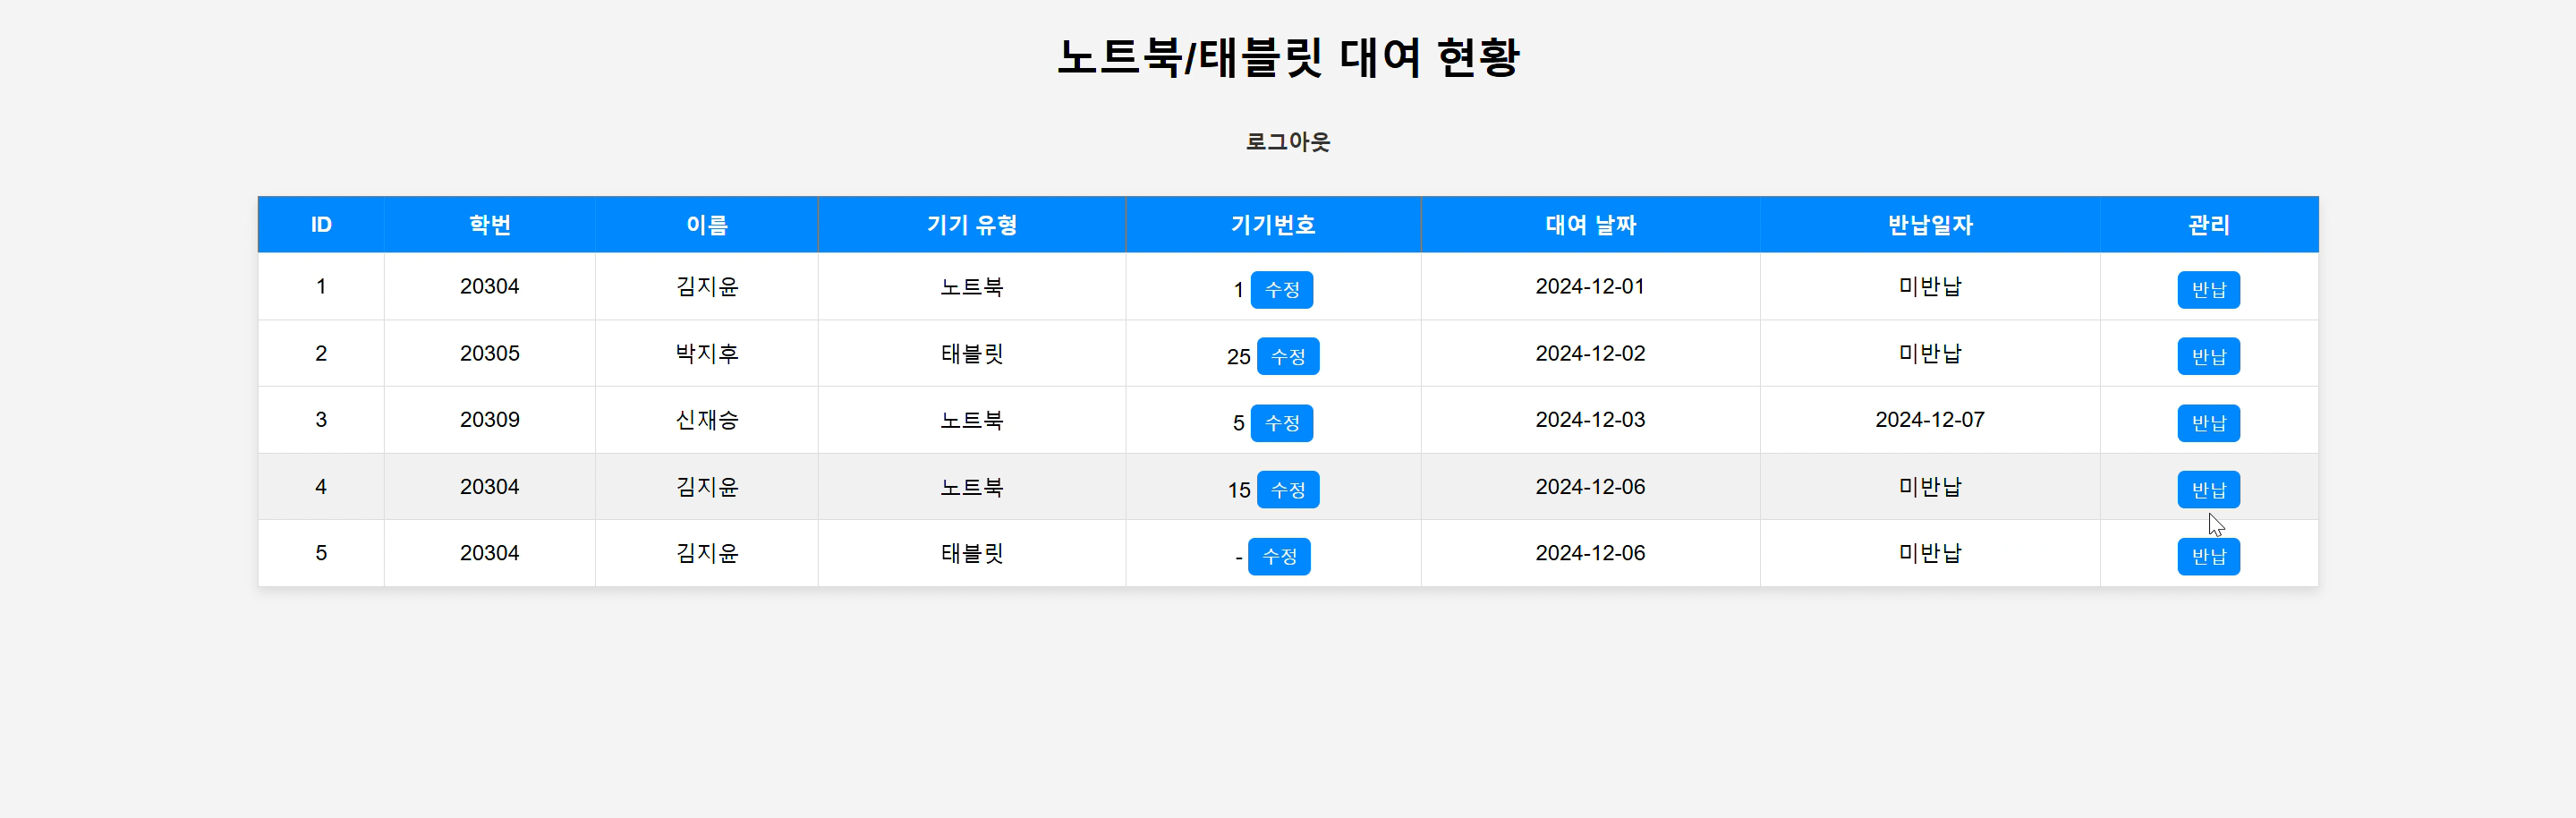 노트북/태블릿 대여 현황
로그아웃
ID 학번 이름 기기 유형 기기번호 대여 날짜 반납일자 관리
1 20304 김지윤 노트북 1 수정 2024-12-01 미반납 반납
2 20305 박지후 태블릿 25 수정 2024-12-02 미반납 반납
3 20309 신재승 노트북 5 수정 2024-12-03 2024-12-07 반납
4 20304 김지윤 노트북 15 수정 2024-12-06 미반납 반납
5 20304 김지윤 태블릿 - 수정 2024-12-06 미반납 반납